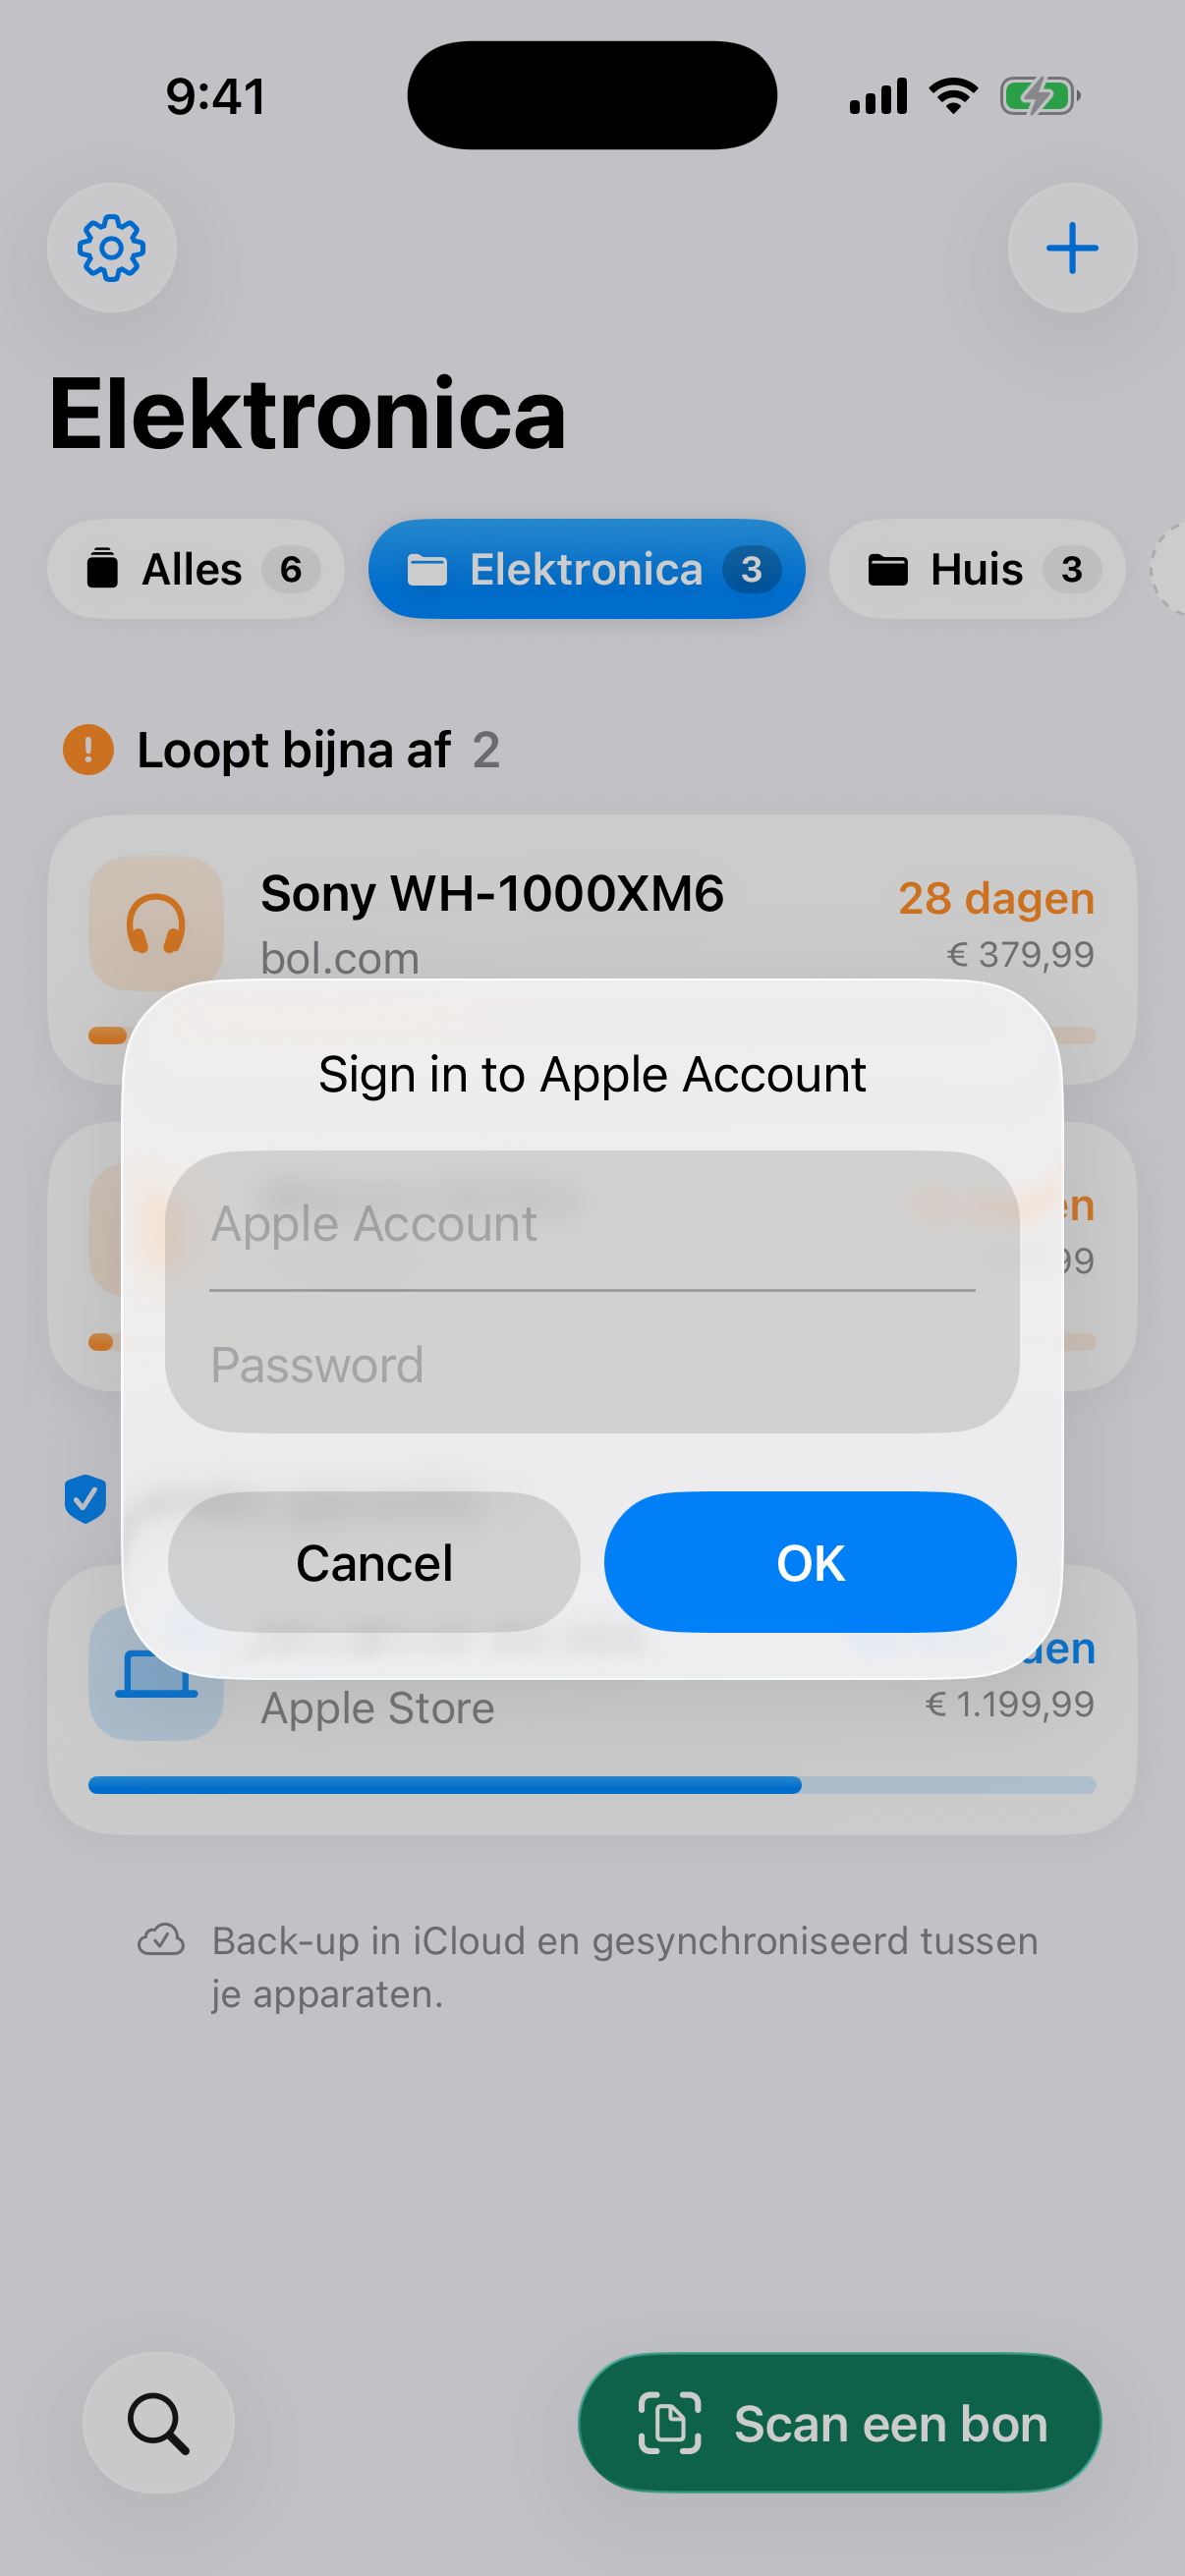 9:41
Elektronica
Alles 6
Elektronica 3
Huis 3
Loopt bijna af 2
Sony WH-1000XM6
28 dagen
bol.com
€ 379,99
Sign in to Apple Account
Apple Account
Password
Cancel
OK
Apple Store
€ 1.199,99
Back-up in iCloud en gesynchroniseerd tussen
je apparaten.
Scan een bon